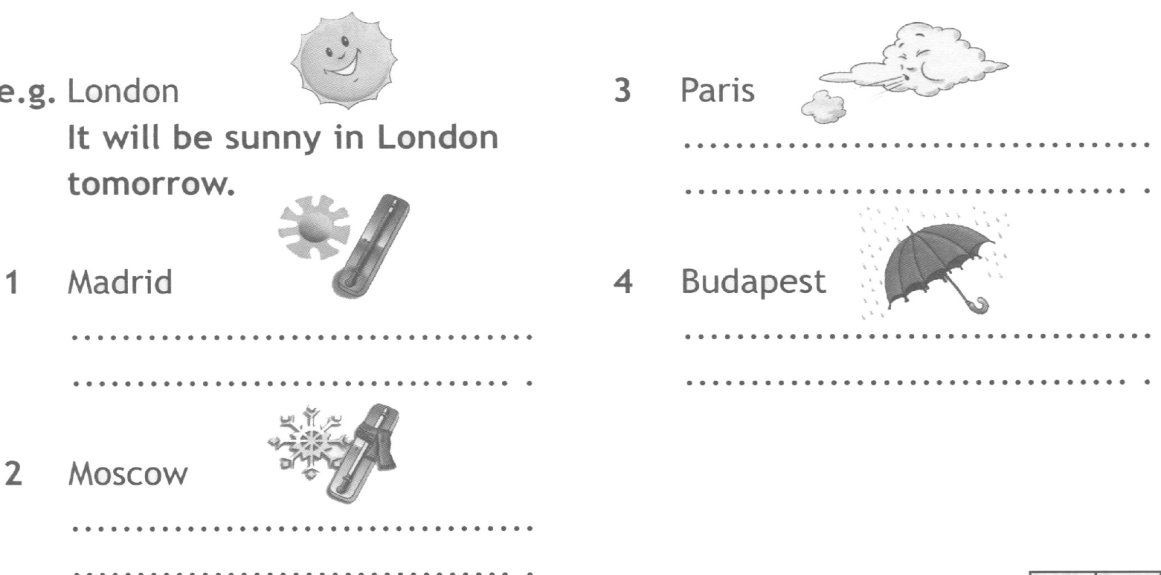 e.g. London
It will be sunny in London
tomorrow.
1 Madrid
.................................... 
.................................. .
2 Moscow
....................................
.................................. .
3 Paris
....................................
.................................. .
4 Budapest
....................................
.................................. .